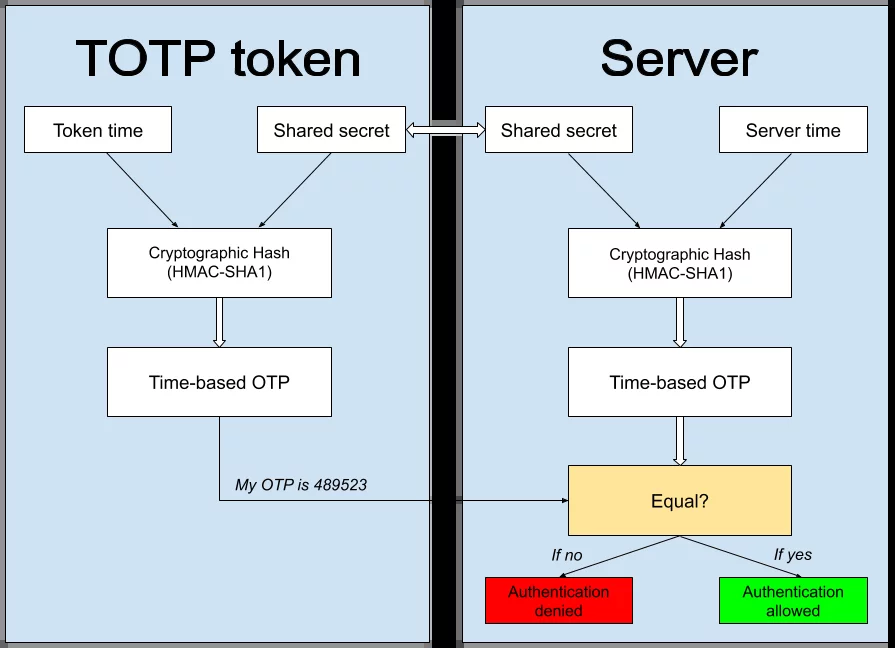 TOTP token
Server
Token time
Shared secret
Shared secret
Server time
Cryptographic Hash
(HMAC-SHA1)
Cryptographic Hash
(HMAC-SHA1)
Time-based OTP
Time-based OTP
My OTP is 489523
Equal?
If no
If yes
Authentication
denied
Authentication
allowed